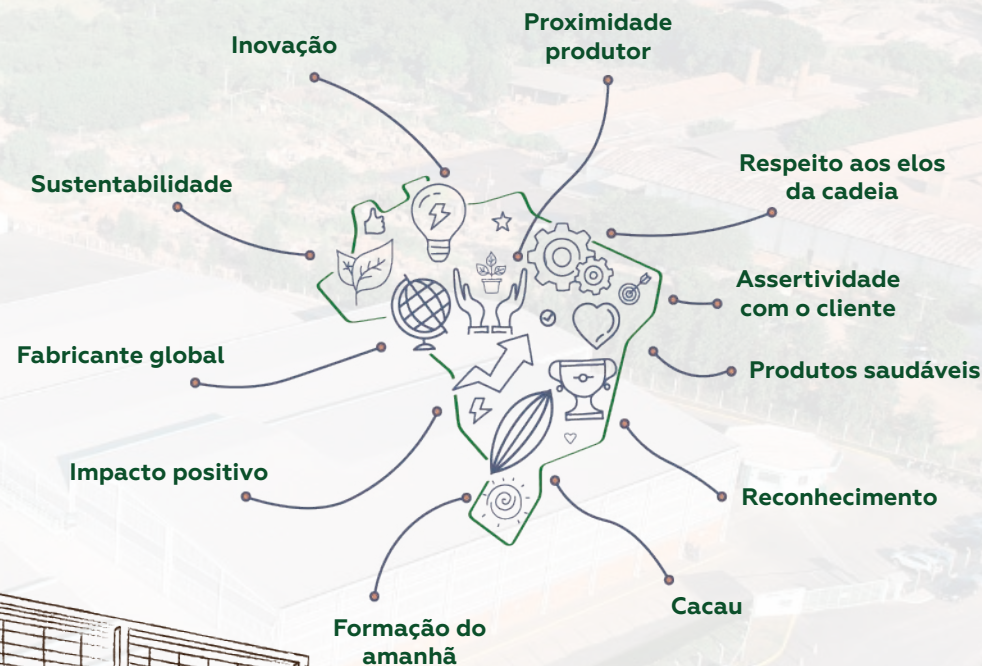 Inovação
Proximidade
produtor
Sustentabilidade
Respeito aos elos
da cadeia
Assertividade
com o cliente
Fabricante global
Produtos saudáveis
Impacto positivo
Reconhecimento
Cacau
Formação do
amanhã